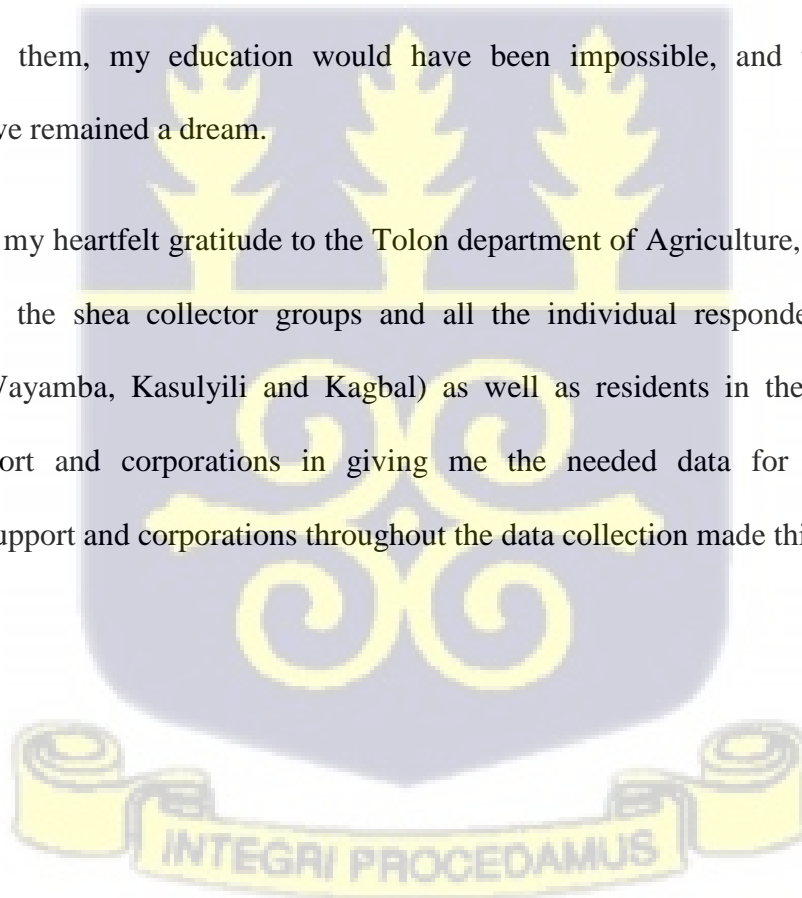 them, my education would have been impossible, and
ve remained a dream.
my heartfelt gratitude to the Tolon department of Agriculture,
the shea collector groups and all the individual responde
Vayamba, Kasulyili and Kagbal) as well as residents in the
ort and corporations in giving me the needed data for
upport and corporations throughout the data collection made thi
INTEGRI PROCEDAMUS